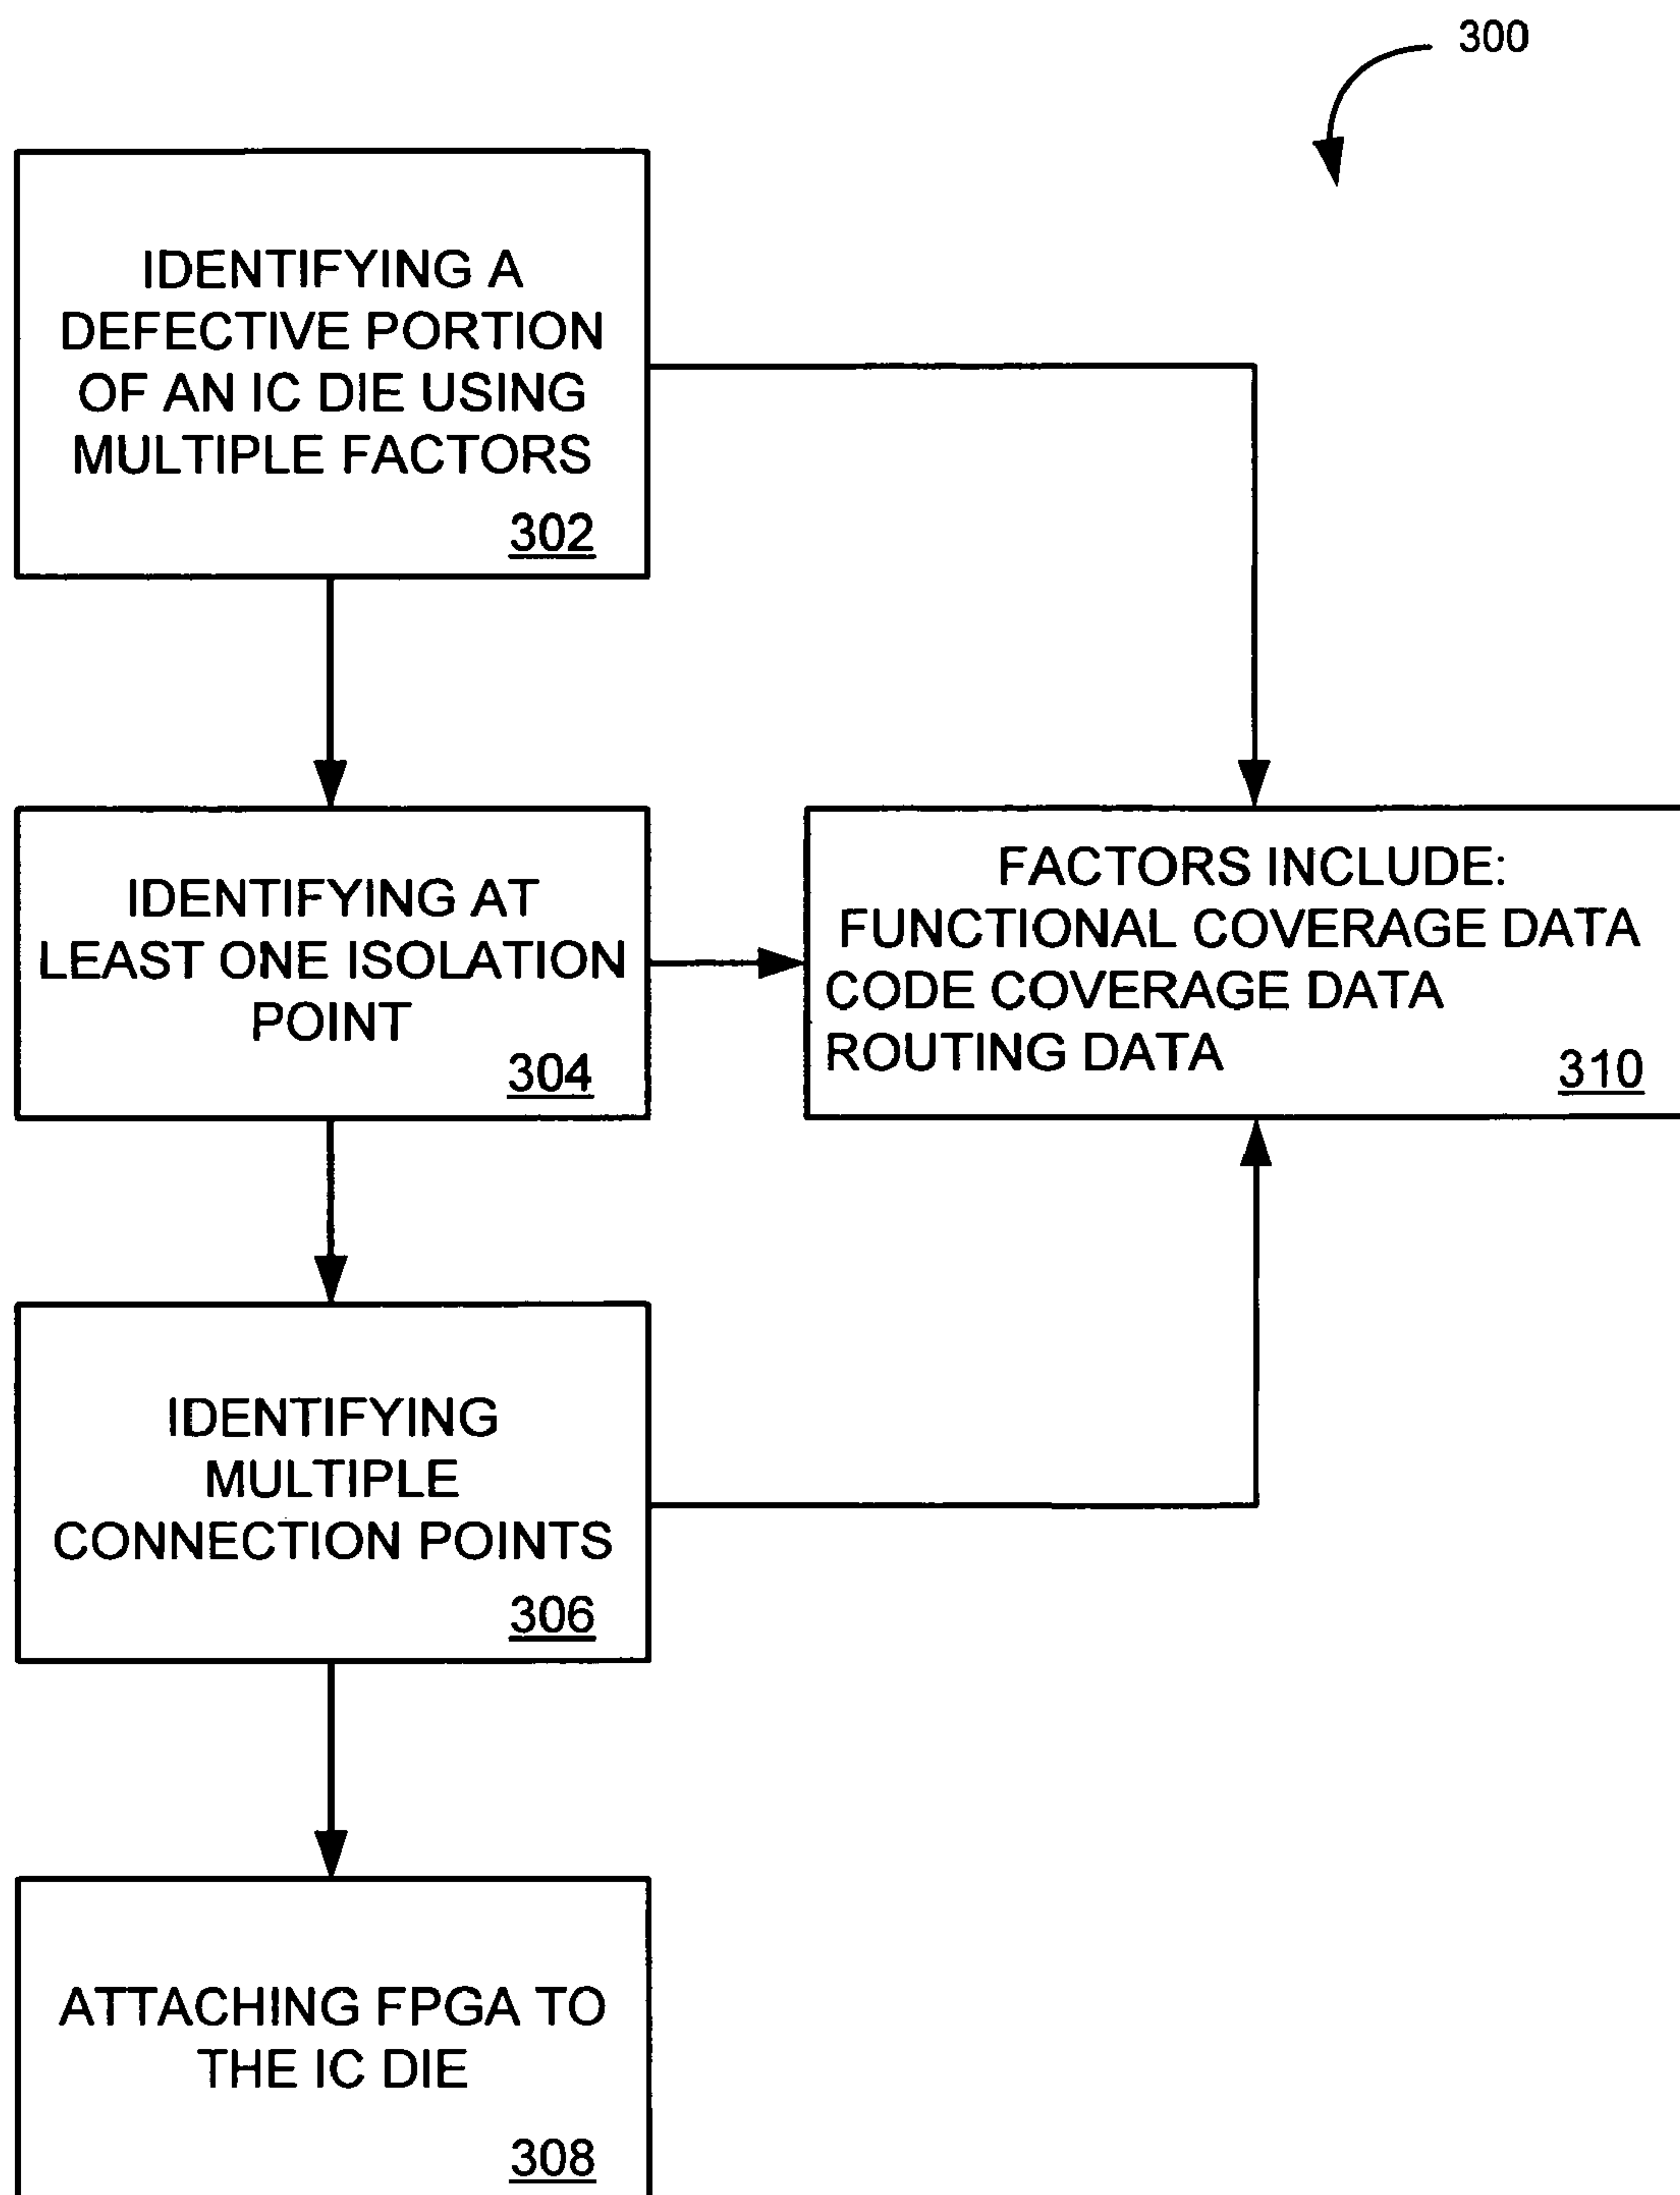 300
IDENTIFYING A
DEFECTIVE PORTION
OF AN IC DIE USING
MULTIPLE FACTORS
302
IDENTIFYING AT
LEAST ONE ISOLATION
POINT
304
FACTORS INCLUDE:
FUNCTIONAL COVERAGE DATA
CODE COVERAGE DATA
ROUTING DATA
310
IDENTIFYING
MULTIPLE
CONNECTION POINTS
306
ATTACHING FPGA TO
THE IC DIE
308